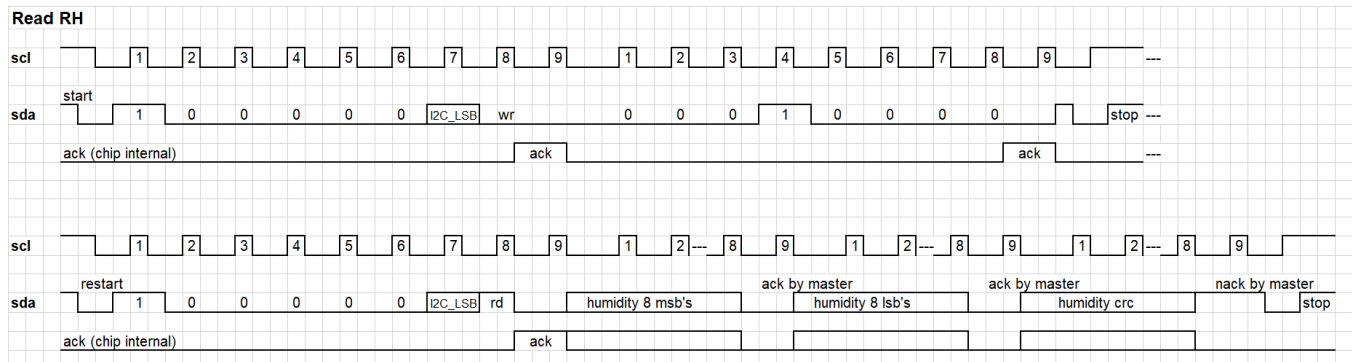 Read RH
scl 1 2 3 4 5 6 7 8 9 1 2 3 4 5 6 7 8 9 ---
start
sda 1 0 0 0 0 0 I2C_LSB wr 0 0 0 1 0 0 0 0 stop ---
ack (chip internal) ack ack ---
scl 1 2 3 4 5 6 7 8 9 1 2 --- 8 9 1 2 --- 8 9 1 2 --- 8 9
restart ack by master ack by master nack by master
sda 1 0 0 0 0 0 I2C_LSB rd humidity 8 msb's humidity 8 lsb's humidity crc stop
ack (chip internal) ack